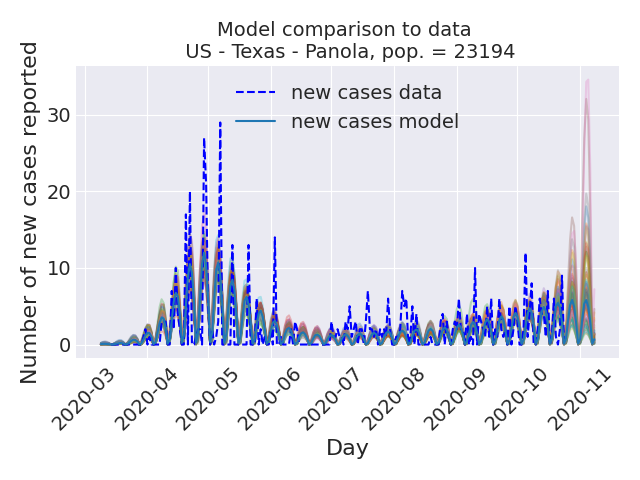 Model comparison to data
US - Texas - Panola, pop. = 23194
Number of new cases reported
30
20
10
0
new cases data
new cases model
2020-03
2020-04
2020-05
2020-06
2020-07
2020-08
2020-09
2020-10
2020-11
Day